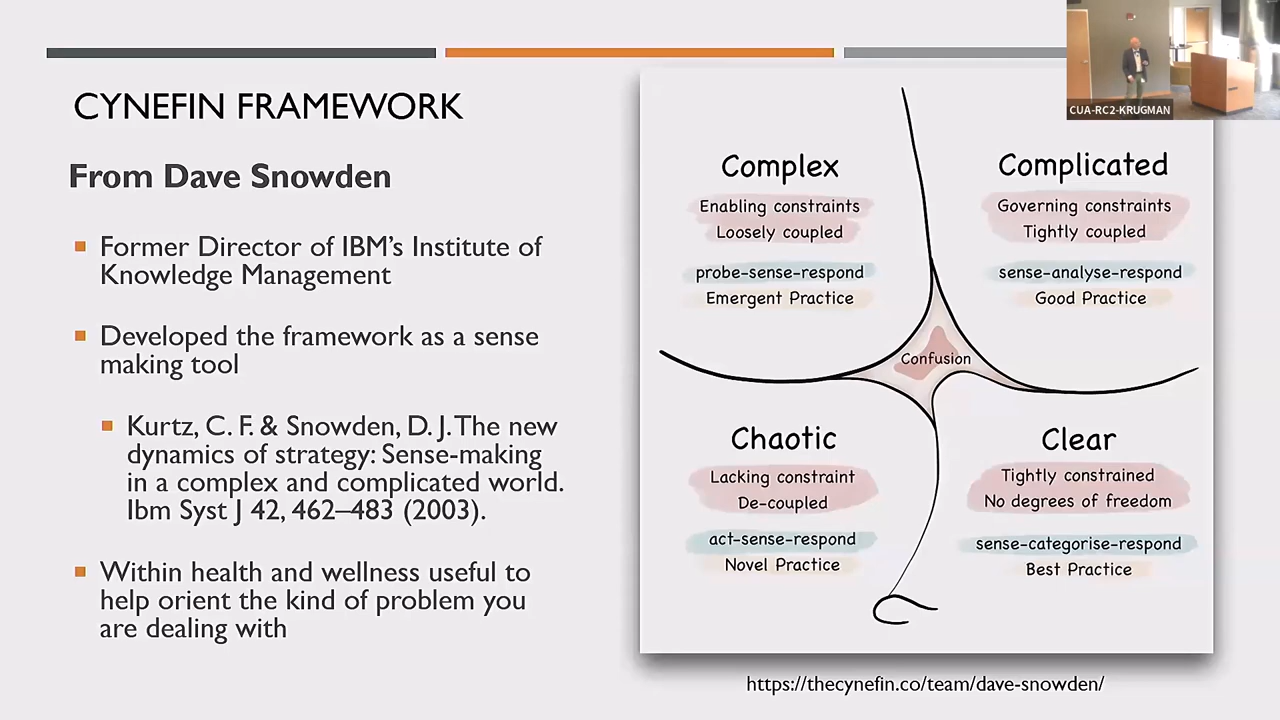 CYNEFIN FRAMEWORK
From Dave Snowden
Former Director of IBM's Institute of
Knowledge Management
Developed the framework as a sense
making tool
Kurtz, C. F. & Snowden, D. J. The new
dynamics of strategy: Sense-making
in a complex and complicated world.
Ibm Syst J 42, 462–483 (2003).
Within health and wellness useful to
help orient the kind of problem you
are dealing with
CUA-RC2-KRUGMAN
Complex
Enabling constraints
Loosely coupled
probe-sense-respond
Emergent Practice
Complicated
Governing constraints
Tightly coupled
sense-analyse-respond
Good Practice
Confusion
Chaotic
Lacking constraint
De-coupled
act-sense-respond
Novel Practice
Clear
Tightly constrained
No degrees of freedom
sense-categorise-respond
Best Practice
https://thecynefin.co/team/dave-snowden/